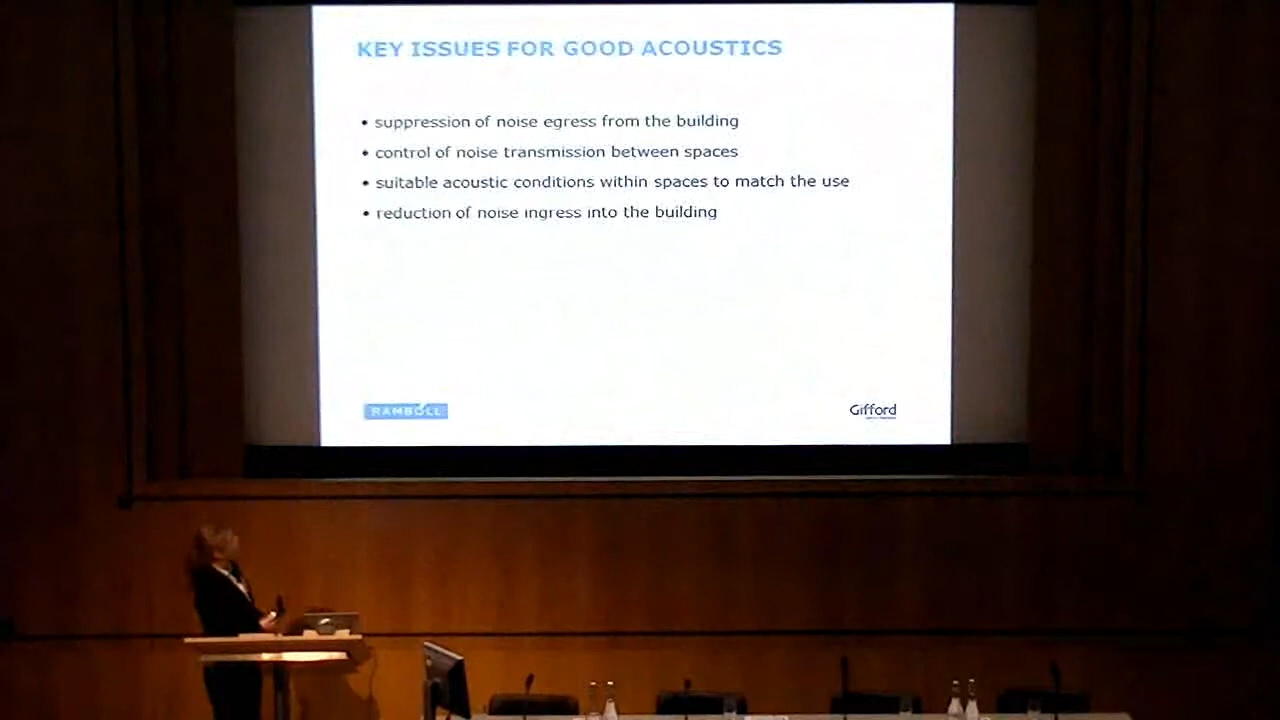 KEY ISSUES FOR GOOD ACOUSTICS
• suppression of noise egress from the building
• control of noise transmission between spaces
• suitable acoustic conditions within spaces to match the use
• reduction of noise ingress into the building
RAMBOLL
Gifford